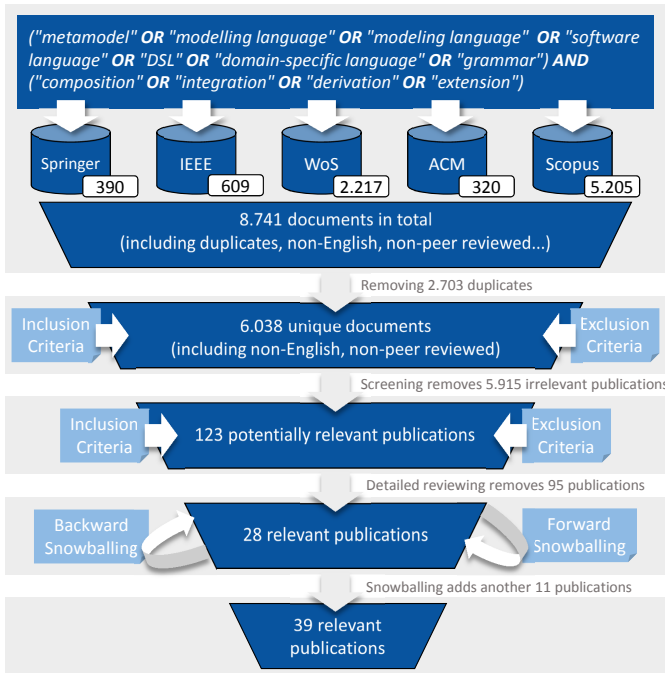 ("metamodel" OR "modelling language" OR "modeling language" OR "software
language" OR "DSL" OR "domain-specific language" OR "grammar") AND
("composition" OR "integration" OR "derivation" OR "extension")
Springer
390
IEEE
609
WoS
2.217
ACM
320
Scopus
5.205
8.741 documents in total
(including duplicates, non-English, non-peer reviewed...)
Removing 2.703 duplicates
Inclusion
Criteria
6.038 unique documents
(including non-English, non-peer reviewed)
Exclusion
Criteria
Screening removes 5.915 irrelevant publications
Inclusion
Criteria
123 potentially relevant publications
Exclusion
Criteria
Detailed reviewing removes 95 publications
Backward
Snowballing
28 relevant publications
Forward
Snowballing
Snowballing adds another 11 publications
39 relevant
publications